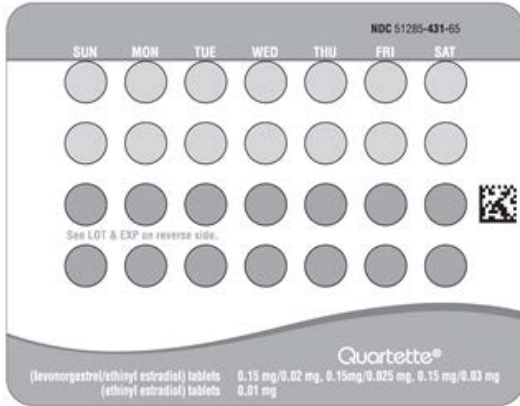 NDC 51285-431-65
SUN MON TUE WED THU FRI SAT
See LOT & EXP on reverse side.
Quartette®
(levonorgestrel/ethinyl estradiol) tablets 0.15 mg/0.02 mg, 0.15mg/0.025 mg, 0.15 mg/0.03 mg
(ethinyl estradiol) tablets 0.01 mg